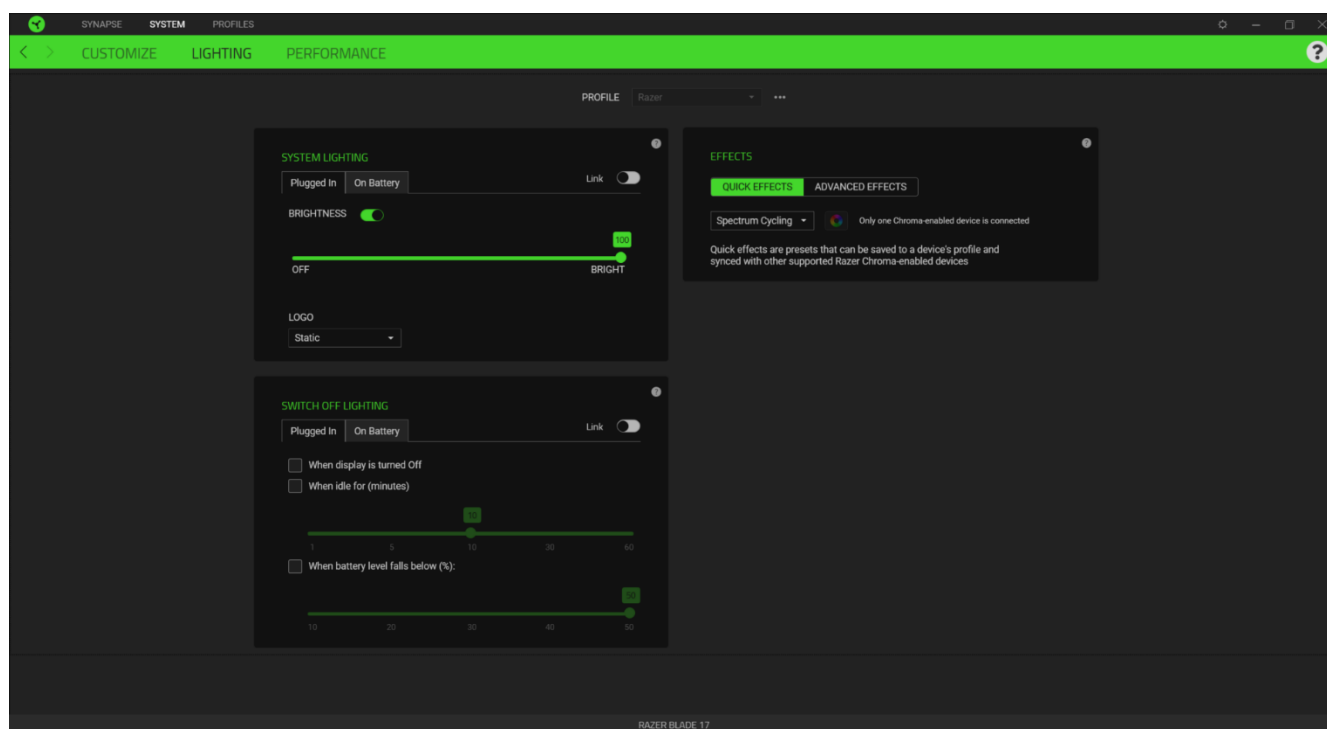 SYNAPSE SYSTEM PROFILES
CUSTOMIZE LIGHTING PERFORMANCE ?
PROFILE Razer
SYSTEM LIGHTING ?
Plugged In On Battery Link
BRIGHTNESS
100
OFF BRIGHT
LOGO
Static
SWITCH OFF LIGHTING ?
Plugged In On Battery Link
When display is turned Off
When idle for (minutes)
10
1 5 10 30 60
When battery level falls below (%):
50
10 20 30 40 50
EFFECTS ?
QUICK EFFECTS ADVANCED EFFECTS
Spectrum Cycling Only one Chroma-enabled device is connected
Quick effects are presets that can be saved to a device's profile and
synced with other supported Razer Chroma-enabled devices
RAZER BLADE 17